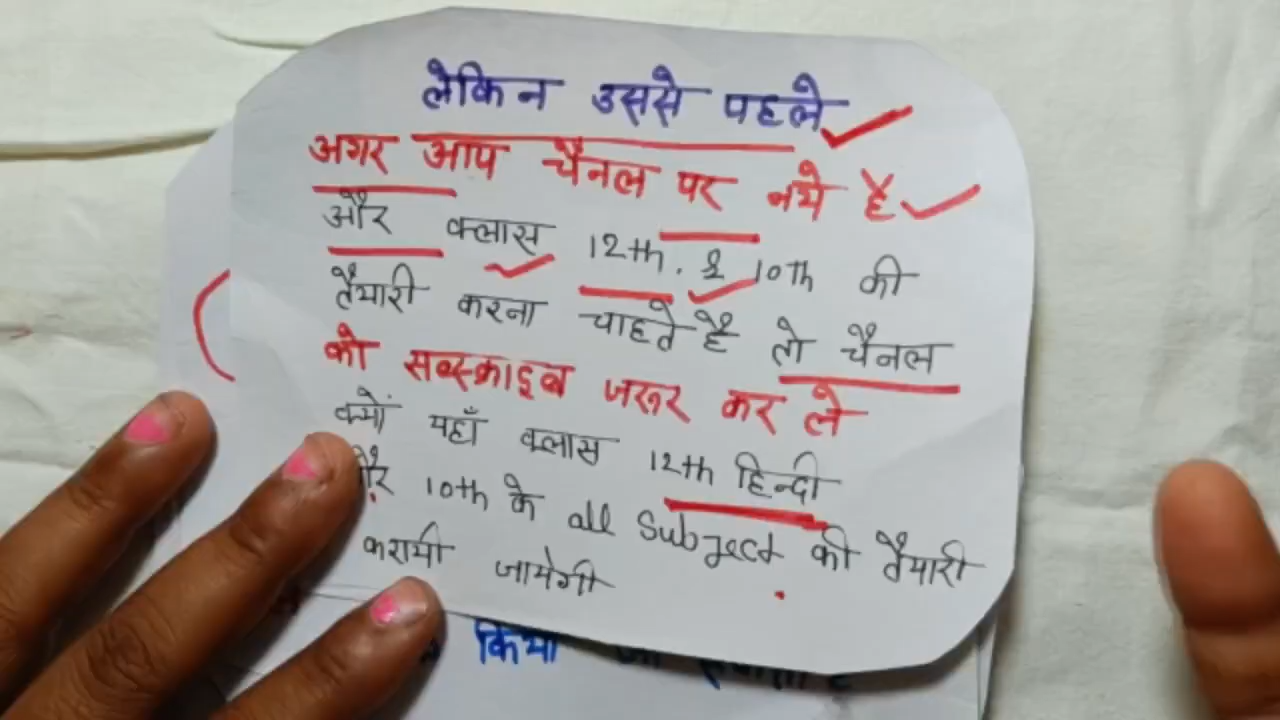 लेकिन उससे पहले
अगर आप चैनल पर नये है
और क्लास 12th. & 10th की
तैयारी करना चाहते है तो चैनल
को सब्स्क्राइब जरूर कर ले
क्यों यहाँ क्लास 12th हिन्दी
और 10th के all Subject की तैयारी
करायी जायेगी
किया जा